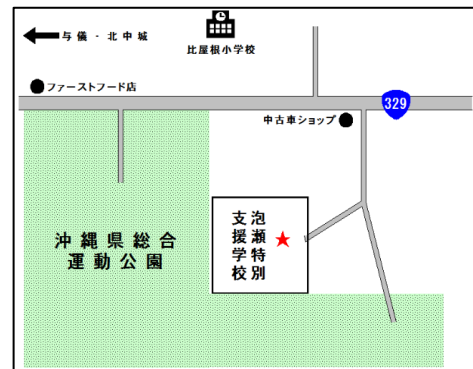 与儀 - 北中城
比屋根小学校
ファーストフード店
329
中古車ショップ
沖縄県総合
運動公園
泡瀬特別
支援学校